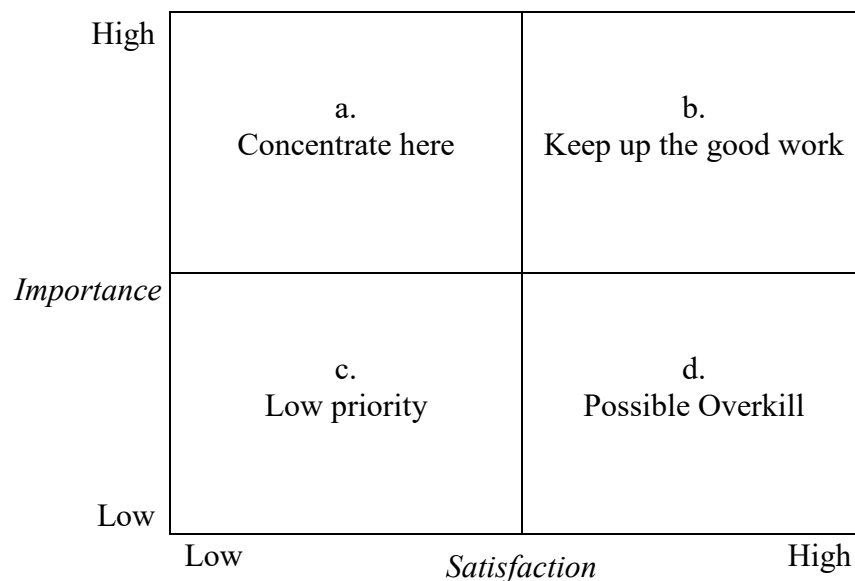 High
a.
Concentrate here
b.
Keep up the good work
Importance
c.
Low priority
d.
Possible Overkill
Low
Low
Satisfaction
High